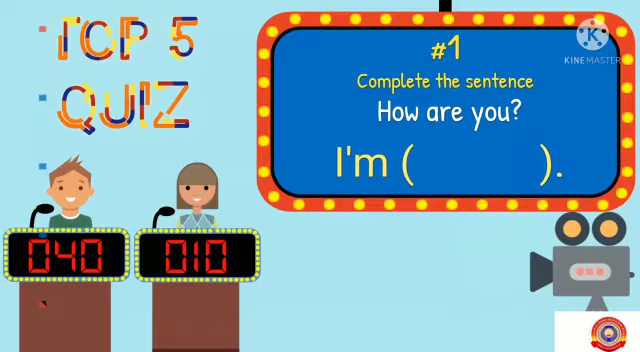 TOP 5
QUIZ
#1
Complete the sentence
How are you?
I'm (          ).
K
KINEMASTER
040
010